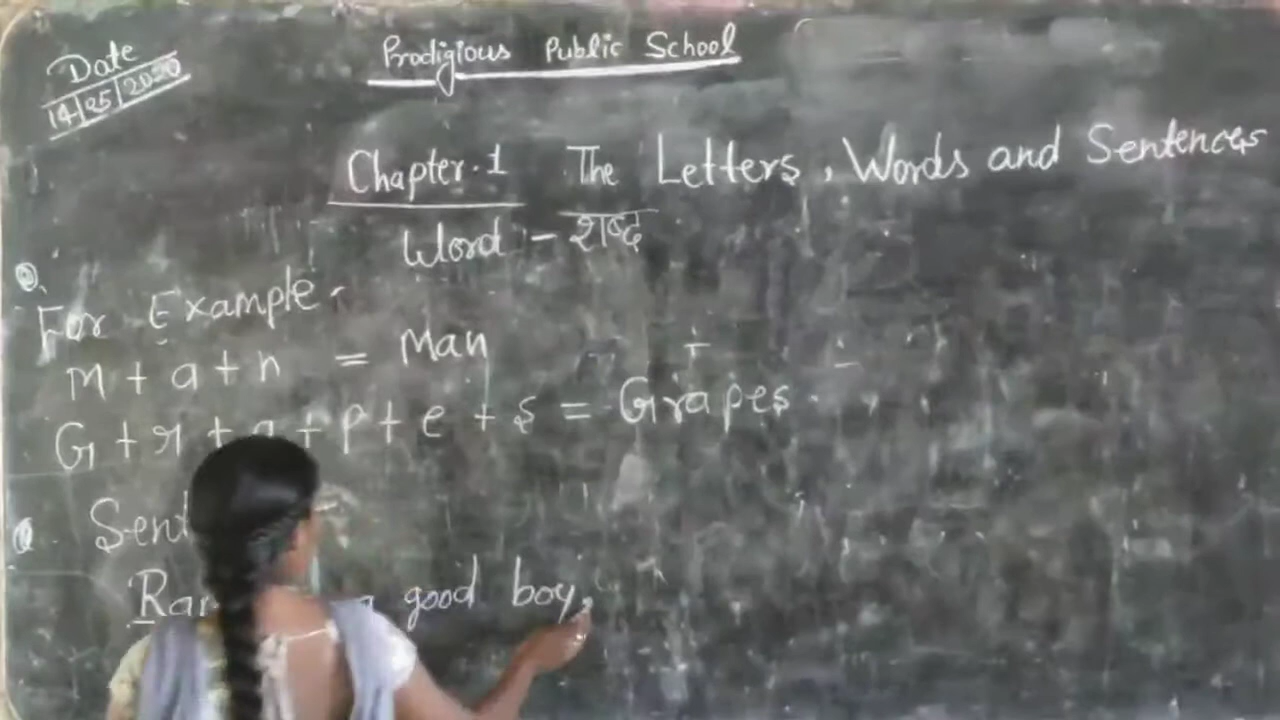 Date
14/25/2020
Prodigious Public School
Chapter.1 The Letters, Words and Sentences
Word - शब्द
For Example.
M + a + n = Man
G + r + a + p + e + s = Grapes.
Sent
Ra good boy.